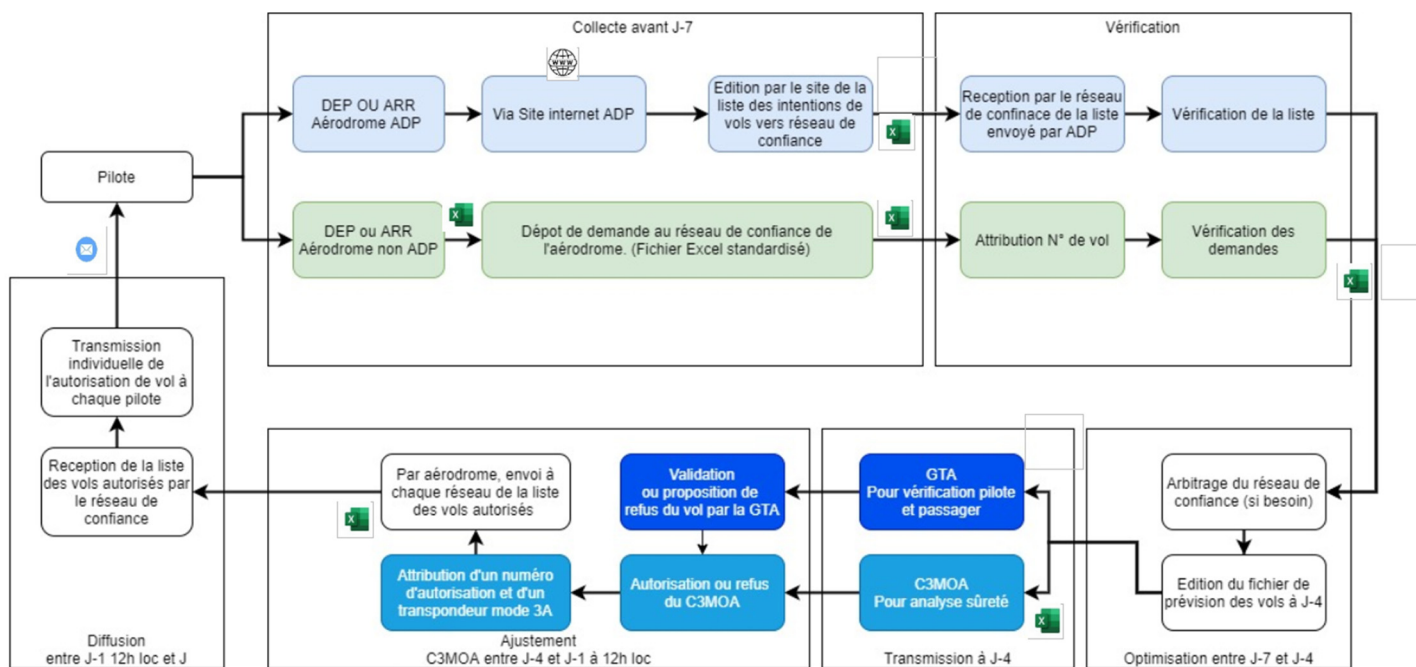 Collecte avant J-7
Vérification
WWW
DEP OU ARR
Aérodrome ADP
Via Site internet ADP
Edition par le site de la
liste des intentions de
vols vers réseau de
confiance
Reception par le réseau
de confinace de la liste
envoyé par ADP
Vérification de la liste
Pilote
DEP ou ARR
Aérodrome non ADP
Dépot de demande au réseau de confiance de
l'aérodrome. (Fichier Excel standardisé)
Attribution N° de vol
Vérification des
demandes
Transmission
individuelle de
l'autorisation de vol à
chaque pilote
Reception de la liste
des vols autorisés par
le réseau de
confiance
Par aérodrome, envoi à
chaque réseau de la liste
des vols autorisés
Validation
ou proposition de
refus du vol par la GTA
GTA
Pour vérification pilote
et passager
Arbitrage du réseau de
confiance (si besoin)
Attribution d'un numéro
d'autorisation et d'un
transpondeur mode 3A
Autorisation ou refus
du C3MOA
C3MOA
Pour analyse sûreté
Edition du fichier de
prévision des vols à J-4
Diffusion
entre J-1 12h loc et J
Ajustement
C3MOA entre J-4 et J-1 à 12h loc
Transmission à J-4
Optimisation entre J-7 et J-4